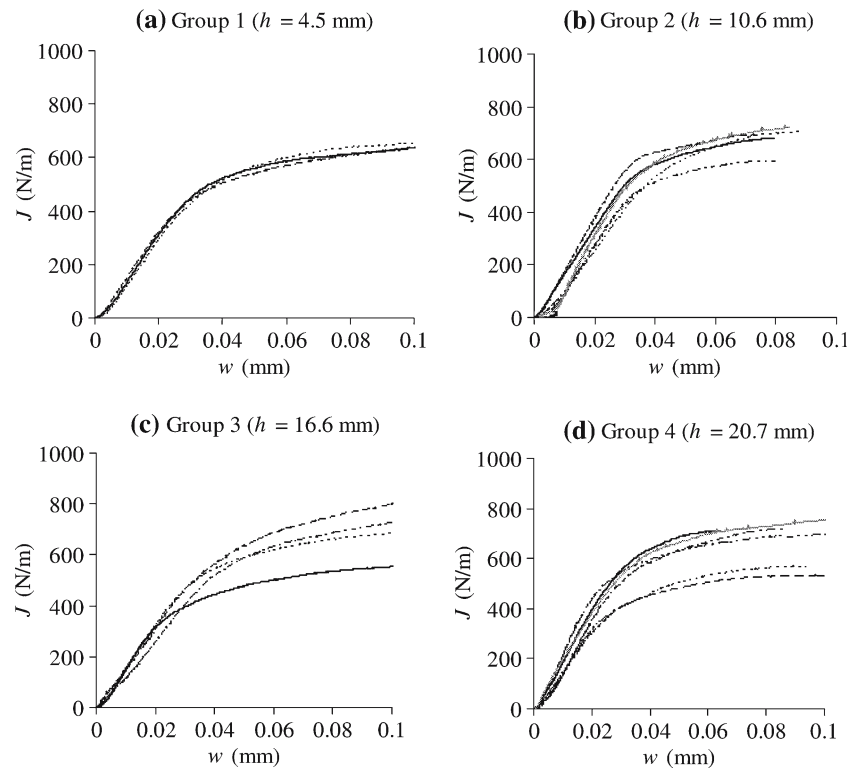 (a) Group 1 (h = 4.5 mm)
1000
800
600
400
200
0
J (N/m)
0 0.02 0.04 0.06 0.08 0.1
w (mm)
(b) Group 2 (h = 10.6 mm)
1000
800
600
400
200
0
J (N/m)
0 0.02 0.04 0.06 0.08 0.1
w (mm)
(c) Group 3 (h = 16.6 mm)
1000
800
600
400
200
0
J (N/m)
0 0.02 0.04 0.06 0.08 0.1
w (mm)
(d) Group 4 (h = 20.7 mm)
1000
800
600
400
200
0
J (N/m)
0 0.02 0.04 0.06 0.08 0.1
w (mm)